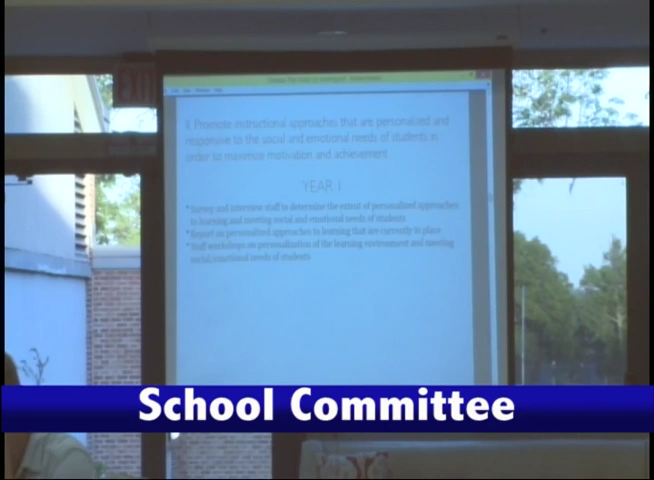 EXIT
II. Promote instructional approaches that are personalized and
responsive to the social and emotional needs of students in
order to maximize motivation and achievement
YEAR I
*Survey and interview staff to determine the extent of personalized approaches
to learning and meeting social and emotional needs of students
*Report on personalized approaches to learning that are currently in place
*Staff workshops on personalization of the learning environment and meeting
social/emotional needs of students
School Committee